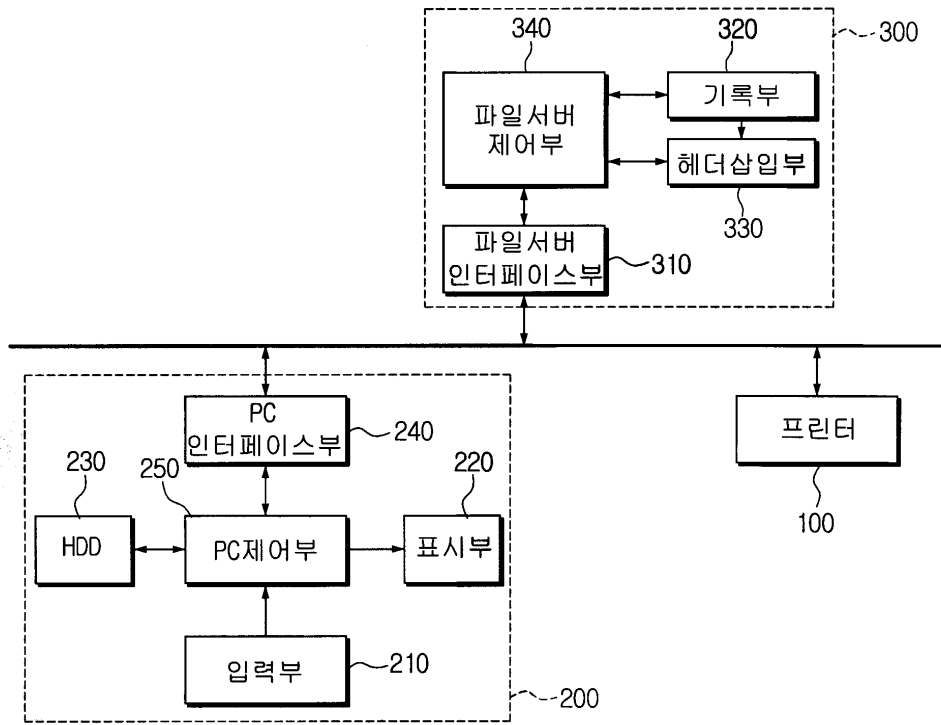 340
320
300
파일서버
제어부
기록부
헤더삽입부
330
파일서버
인터페이스부
310
PC
인터페이스부
240
프린터
100
230
250
220
HDD
PC제어부
표시부
입력부
210
200